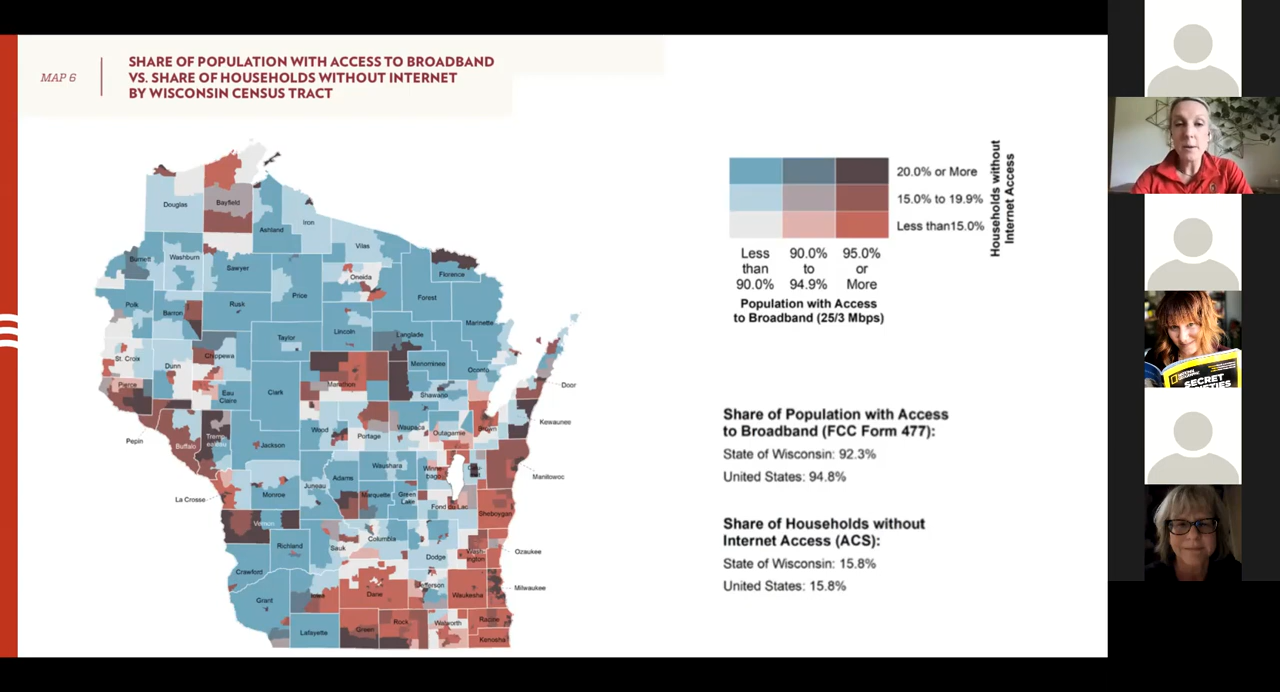 MAP 6
SHARE OF POPULATION WITH ACCESS TO BROADBAND
VS. SHARE OF HOUSEHOLDS WITHOUT INTERNET
BY WISCONSIN CENSUS TRACT
Douglas
Bayfield
Ashland
Iron
Vilas
Burnett
Washburn
Sawyer
Oneida
Florence
Price
Forest
Polk
Barron
Rusk
Marinette
Taylor
Lincoln
Langlade
St. Croix
Dunn
Chippewa
Menominee
Oconto
Pierce
Marathon
Door
Eau
Claire
Clark
Shawano
Kewaunee
Pepin
Buffalo
Wood
Portage
Waupaca
Outagamie
Brown
Jackson
Manitowoc
Waushara
Adams
La Crosse
Monroe
Juneau
Marquette
Green
Lake
Fond du Lac
Sheboygan
Vernon
Richland
Sauk
Columbia
Dodge
Ozaukee
Crawford
Milwaukee
Grant
Iowa
Dane
Jefferson
Waukesha
Lafayette
Green
Rock
Walworth
Racine
Kenosha
20.0% or More
15.0% to 19.9%
Less than15.0%
Households without
Internet Access
Less
than
90.0%
90.0%
to
94.9%
95.0%
or
More
Population with Access
to Broadband (25/3 Mbps)
Share of Population with Access
to Broadband (FCC Form 477):
State of Wisconsin: 92.3%
United States: 94.8%
Share of Households without
Internet Access (ACS):
State of Wisconsin: 15.8%
United States: 15.8%
NATIONAL
GEOGRAPHIC
SECRET